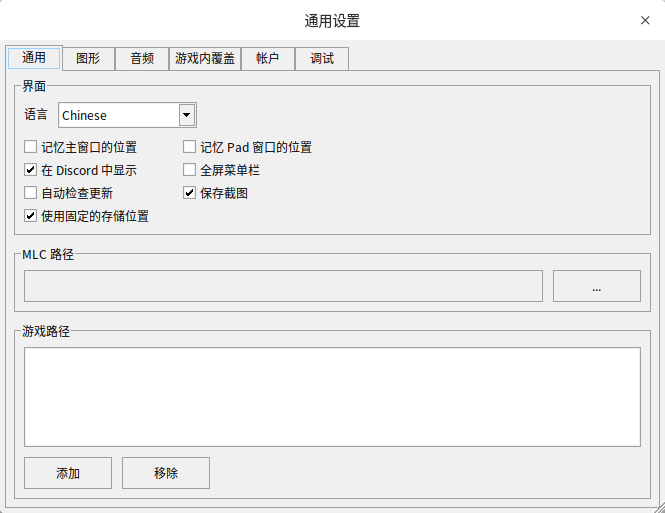 通用设置
通用 图形 音频 游戏内覆盖 帐户 调试
界面
语言 Chinese
记忆主窗口的位置 记忆 Pad 窗口的位置
在 Discord 中显示 全屏菜单栏
自动检查更新 保存截图
使用固定的存储位置
MLC 路径
...
游戏路径
添加 移除